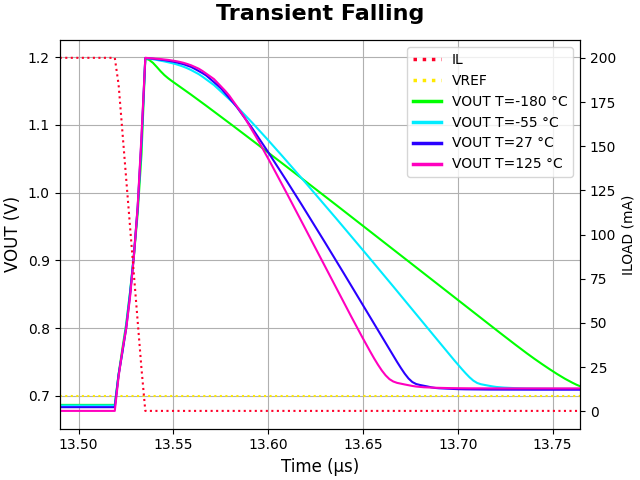 Transient Falling
IL
VREF
VOUT T=-180 °C
VOUT T=-55 °C
VOUT T=27 °C
VOUT T=125 °C
VOUT (V)
1.2
1.1
1.0
0.9
0.8
0.7
ILOAD (mA)
200
175
150
125
100
75
50
25
0
13.50 13.55 13.60 13.65 13.70 13.75
Time (μs)